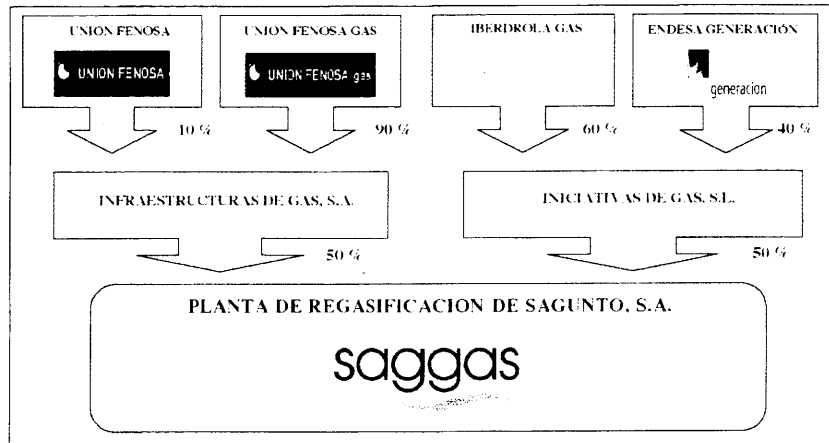 UNION FENOSA
UNION FENOSA GAS
IBERDROLA GAS
ENDESA GENERACIÓN
UNION FENOSA
UNION FENOSA gas
generacion
10 %
90 %
60 %
40 %
INFRAESTRUCTURAS DE GAS, S.A.
INICIATIVAS DE GAS, S.L.
50 %
50 %
PLANTA DE REGASIFICACION DE SAGUNTO, S.A.
saggas